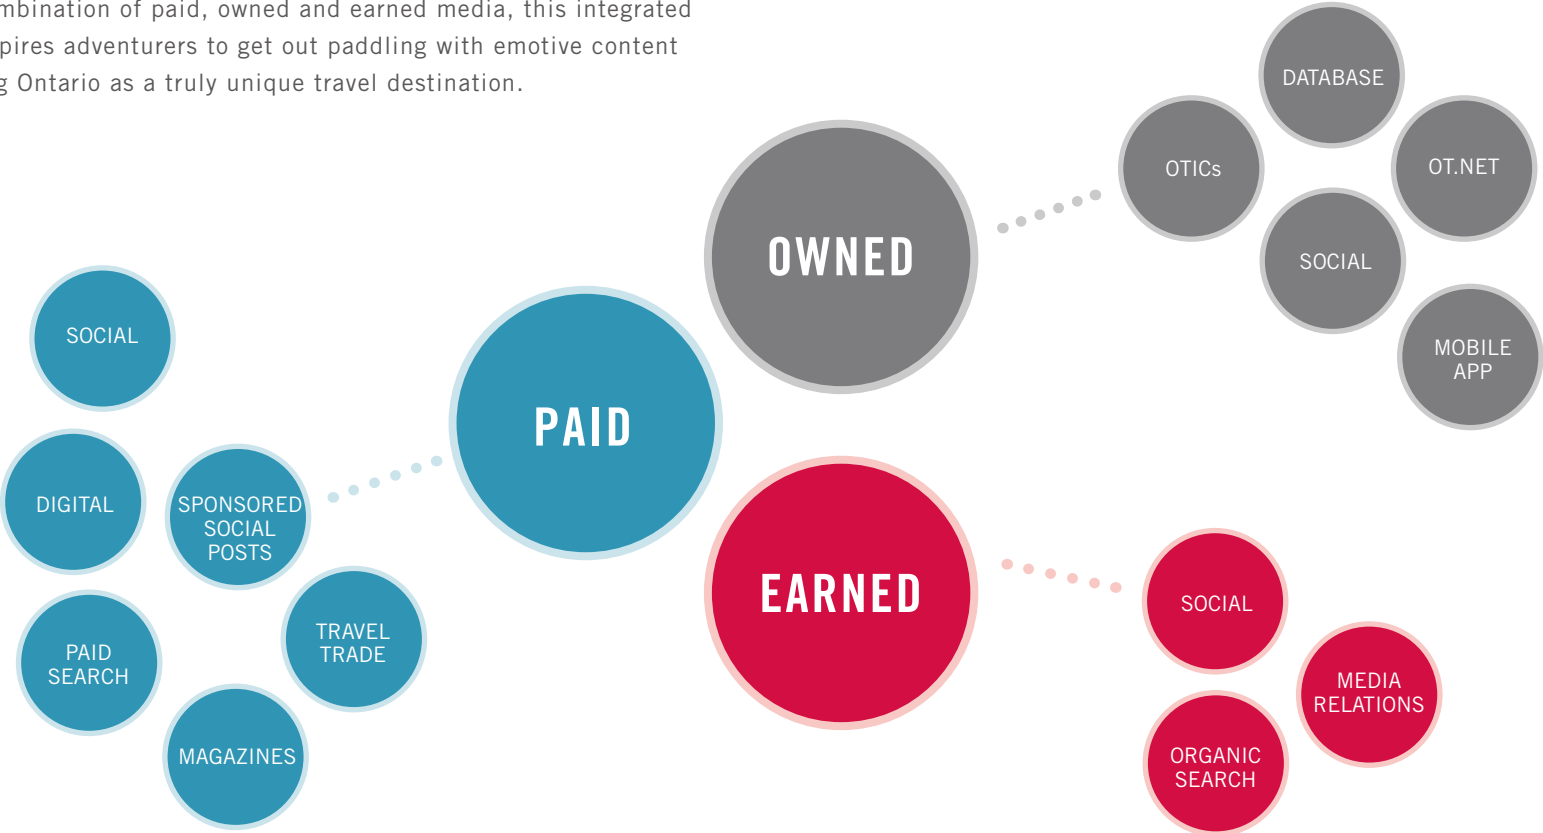 mbination of paid, owned and earned media, this integrated
pires adventurers to get out paddling with emotive content
g Ontario as a truly unique travel destination.
DATABASE
OTICs
OT.NET
SOCIAL
MOBILE
APP
OWNED
PAID
EARNED
SOCIAL
DIGITAL
SPONSORED
SOCIAL
POSTS
PAID
SEARCH
TRAVEL
TRADE
MAGAZINES
SOCIAL
MEDIA
RELATIONS
ORGANIC
SEARCH